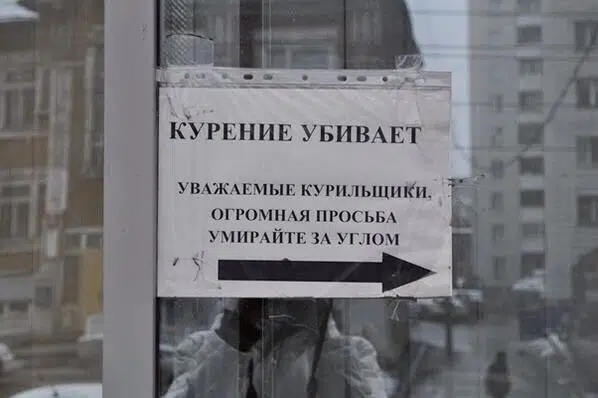 КУРЕНИЕ УБИВАЕТ
УВАЖАЕМЫЕ КУРИЛЬЩИКИ,
ОГРОМНАЯ ПРОСЬБА
УМИРАЙТЕ ЗА УГЛОМ